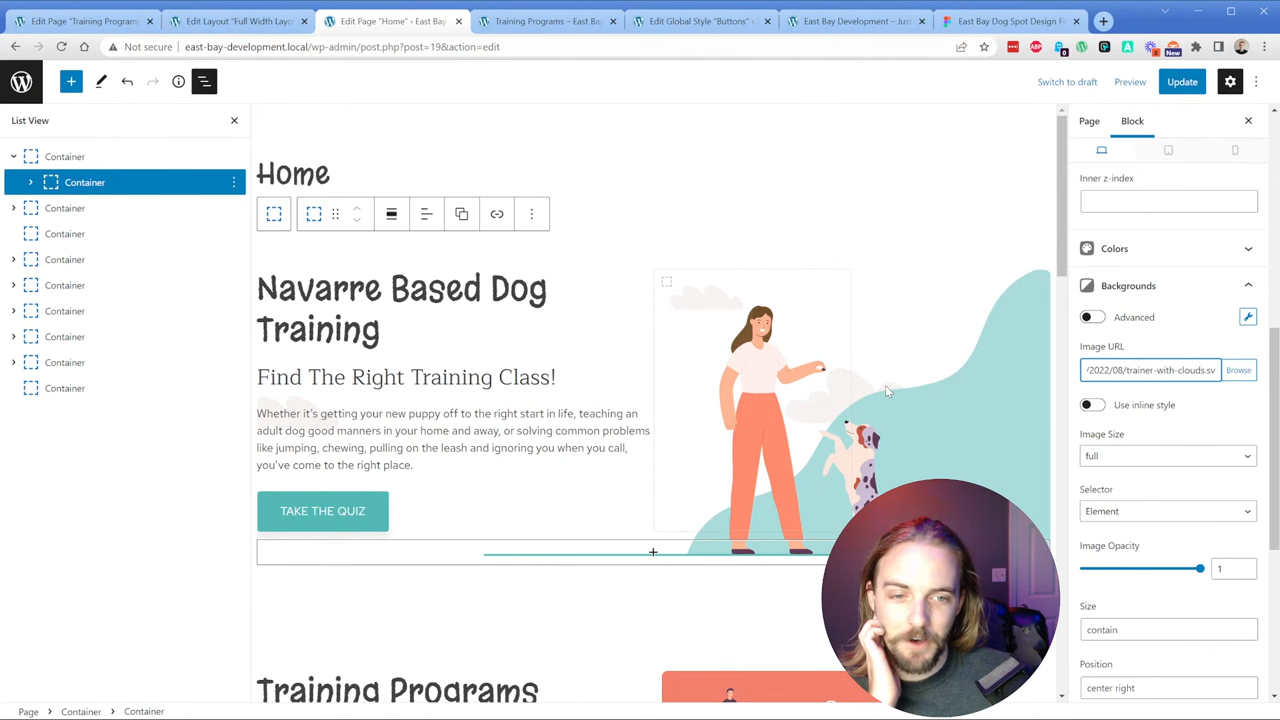 Edit Page "Training Programs
Edit Layout "Full Width Layo
Edit Page "Home" ‹ East Bay
Training Programs – East Bay
Edit Global Style "Buttons" ‹
East Bay Development – Just
East Bay Dog Spot Design Fi
Not secure
east-bay-development.local/wp-admin/post.php?post=19&action=edit
Switch to draft
Preview
Update
List View
Page
Block
Container
Container
Container
Container
Container
Container
Container
Container
Container
Container
Home
Navarre Based Dog
Training
Find The Right Training Class!
Whether it's getting your new puppy off to the right start in life, teaching an
adult dog good manners in your home and away, or solving common problems
like jumping, chewing, pulling on the leash and ignoring you when you call,
you've come to the right place.
TAKE THE QUIZ
Training Programs
Inner z-index
Colors
Backgrounds
Advanced
Image URL
/2022/08/trainer-with-clouds.sv
Browse
Use inline style
Image Size
full
Selector
Element
Image Opacity
1
Size
contain
Position
center right
Page › Container › Container